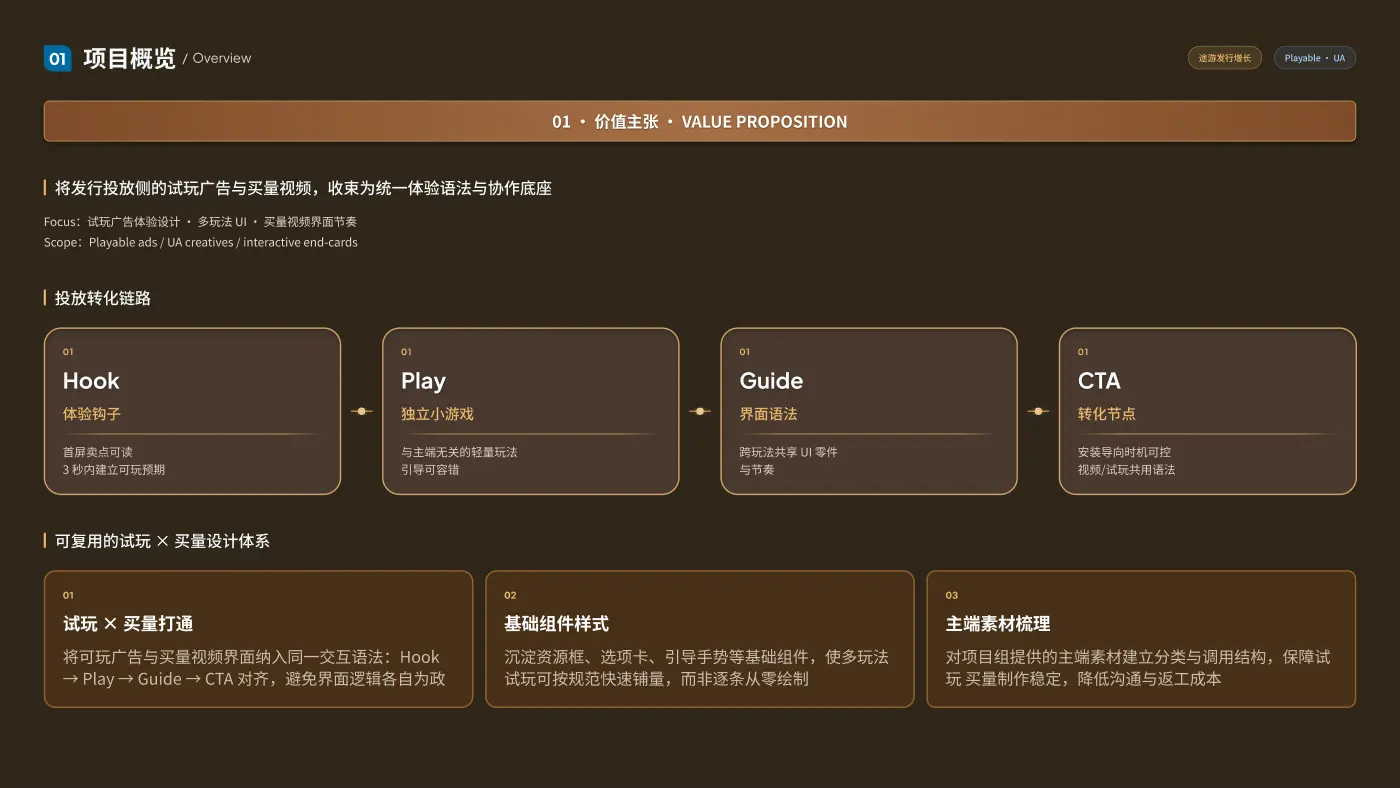 01 项目概览 / Overview
途游发行增长
Playable · UA
01 · 价值主张 · VALUE PROPOSITION
将发行投放侧的试玩广告与买量视频，收束为统一体验语法与协作底座
Focus：试玩广告体验设计 · 多玩法 UI · 买量视频界面节奏
Scope：Playable ads / UA creatives / interactive end-cards
投放转化链路
01
Hook
体验钩子
首屏卖点可读
3 秒内建立可玩预期
01
Play
独立小游戏
与主端无关的轻量玩法
引导可容错
01
Guide
界面语法
跨玩法共享 UI 零件
与节奏
01
CTA
转化节点
安装导向时机可控
视频/试玩共用语法
可复用的试玩 × 买量设计体系
01
试玩 × 买量打通
将可玩广告与买量视频界面纳入同一交互语法：Hook
→ Play → Guide → CTA 对齐，避免界面逻辑各自为政
02
基础组件样式
沉淀资源框、选项卡、引导手势等基础组件，使多玩法
试玩可按规范快速铺量，而非逐条从零绘制
03
主端素材梳理
对项目组提供的主端素材建立分类与调用结构，保障试
玩 买量制作稳定，降低沟通与返工成本